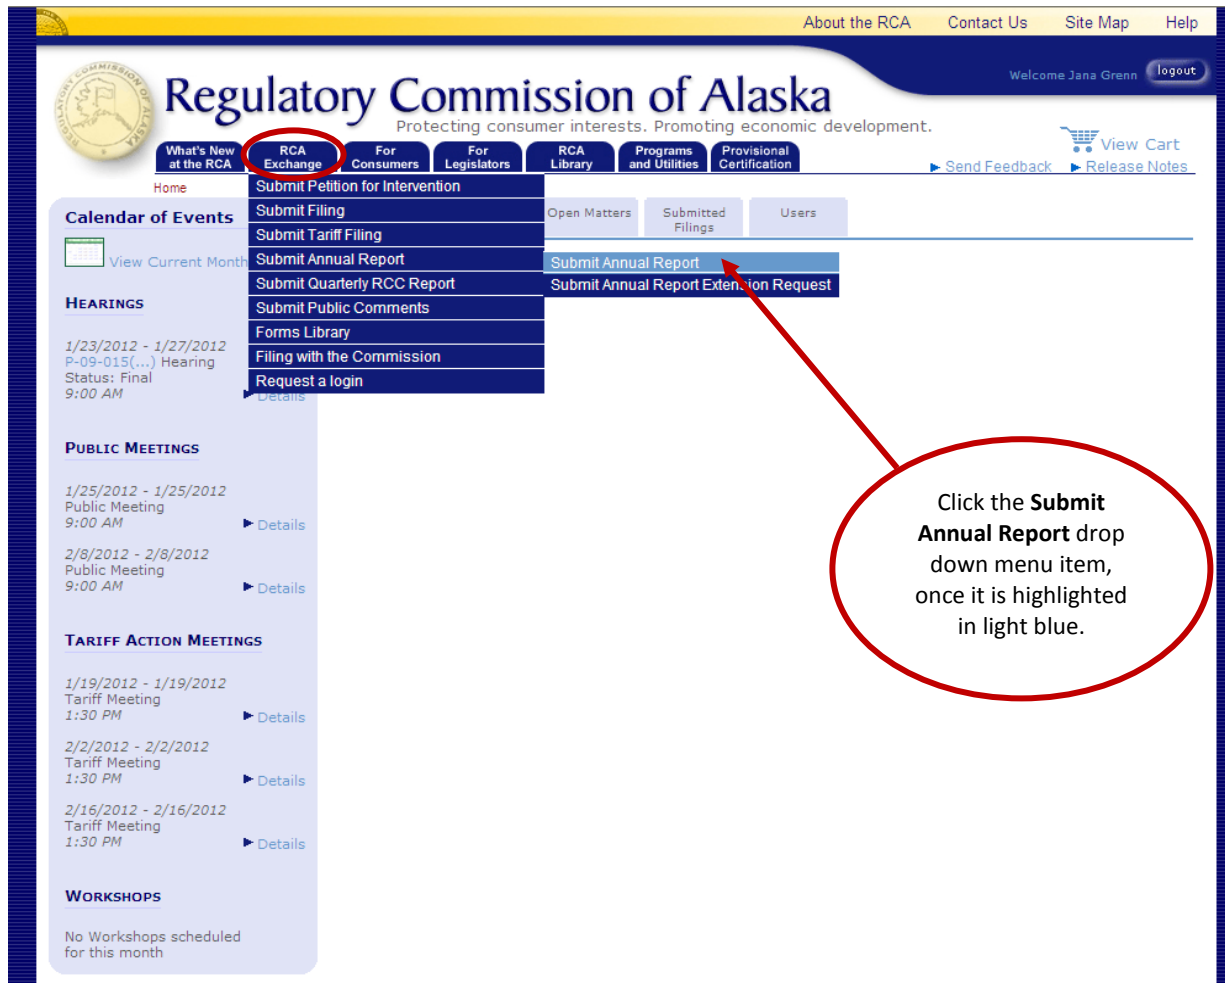 About the RCA Contact Us Site Map Help
Welcome Jana Grenn logout
Regulatory Commission of Alaska
Protecting consumer interests. Promoting economic development.
View Cart
What's New at the RCA
RCA Exchange
For Consumers
For Legislators
RCA Library
Programs and Utilities
Provisional Certification
Send Feedback Release Notes
Home
Submit Petition for Intervention
Submit Filing
Submit Tariff Filing
Submit Annual Report
Submit Quarterly RCC Report
Submit Public Comments
Forms Library
Filing with the Commission
Request a login
Submit Annual Report
Submit Annual Report Extension Request
Open Matters
Submitted Filings
Users
Calendar of Events
View Current Month
HEARINGS
1/23/2012 - 1/27/2012
P-09-015(...) Hearing
Status: Final
9:00 AM Details
PUBLIC MEETINGS
1/25/2012 - 1/25/2012
Public Meeting
9:00 AM Details
2/8/2012 - 2/8/2012
Public Meeting
9:00 AM Details
TARIFF ACTION MEETINGS
1/19/2012 - 1/19/2012
Tariff Meeting
1:30 PM Details
2/2/2012 - 2/2/2012
Tariff Meeting
1:30 PM Details
2/16/2012 - 2/16/2012
Tariff Meeting
1:30 PM Details
WORKSHOPS
No Workshops scheduled
for this month
Click the Submit
Annual Report drop
down menu item,
once it is highlighted
in light blue.